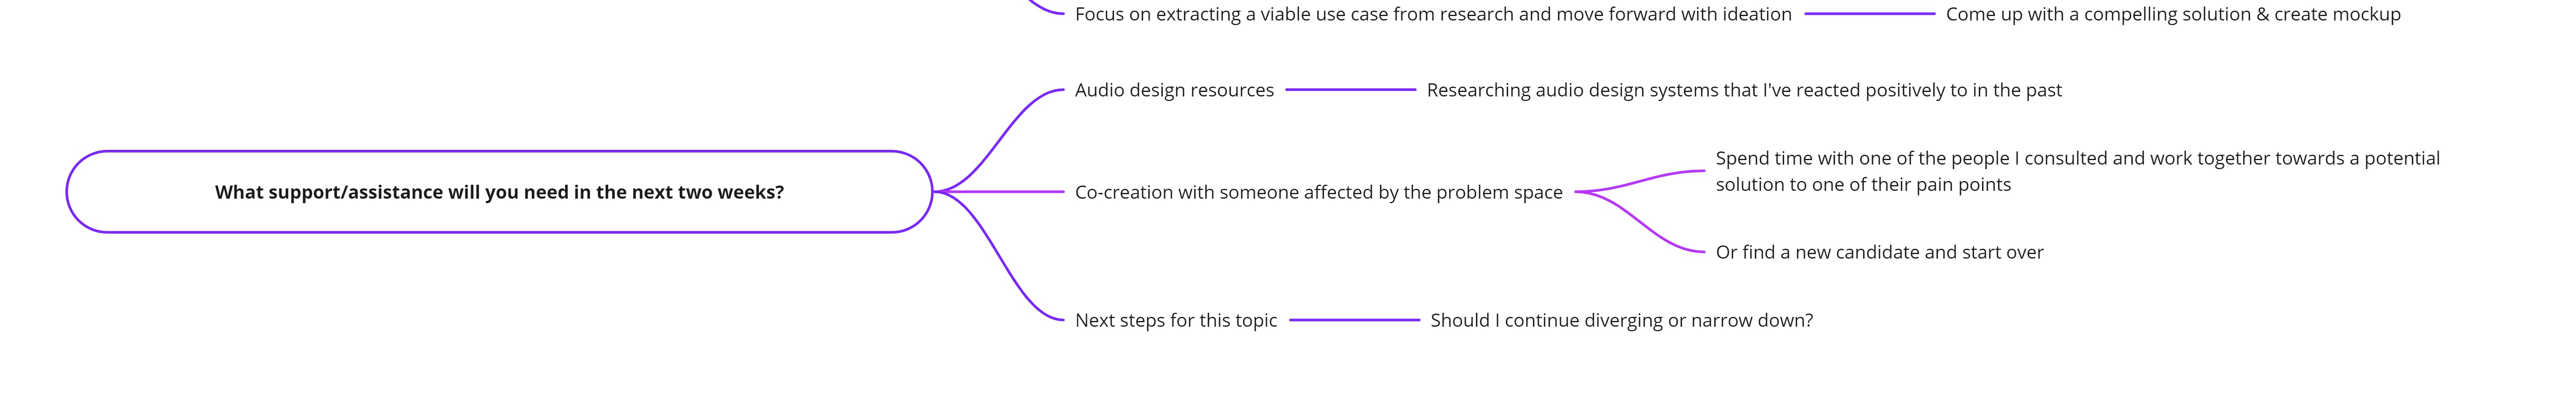 Focus on extracting a viable use case from research and move forward with ideation
Come up with a compelling solution & create mockup
What support/assistance will you need in the next two weeks?
Audio design resources
Researching audio design systems that I've reacted positively to in the past
Co-creation with someone affected by the problem space
Spend time with one of the people I consulted and work together towards a potential
solution to one of their pain points
Or find a new candidate and start over
Next steps for this topic
Should I continue diverging or narrow down?